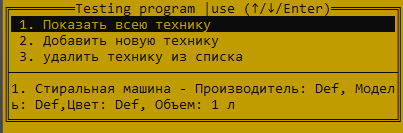 Testing program |use (↑/↓/Enter)
1. Показать всею технику
2. Добавить новую технику
3. удалить технику из списка
1. Стиральная машина - Производитель: Def, Модел
ь: Def,Цвет: Def, Объем: 1 л